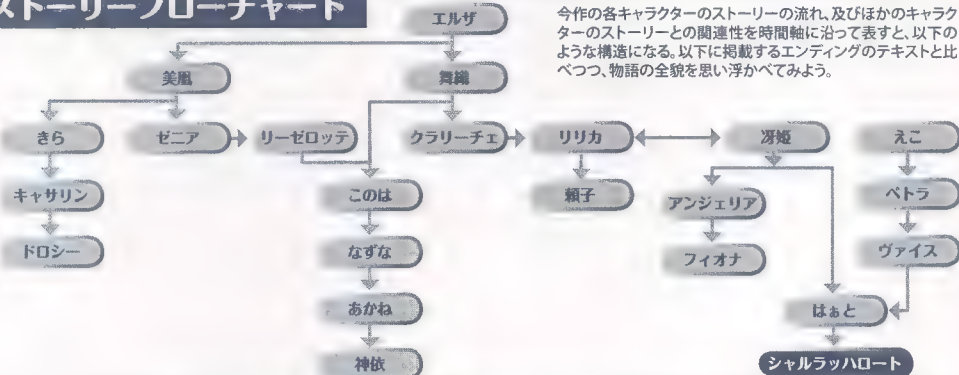 ストーリーフローチャート
今作の各キャラクターのストーリーの流れ、及びほかのキャラク
ターのストーリーとの関連性を時間軸に沿って表すと、以下の
ような構造になる。以下に掲載するエンディングのテキストと比
べつつ、物語の全貌を思い浮かべてみよう。
エルザ
美凰
舞織
きら
ゼニア
リーゼロッテ
クラリーチェ
リリカ
冴姫
えこ
キャサリン
このは
頼子
アンジェリア
ペトラ
ドロシー
なずな
フィオナ
ヴァイス
あかね
はぁと
神依
シャルラッハロート